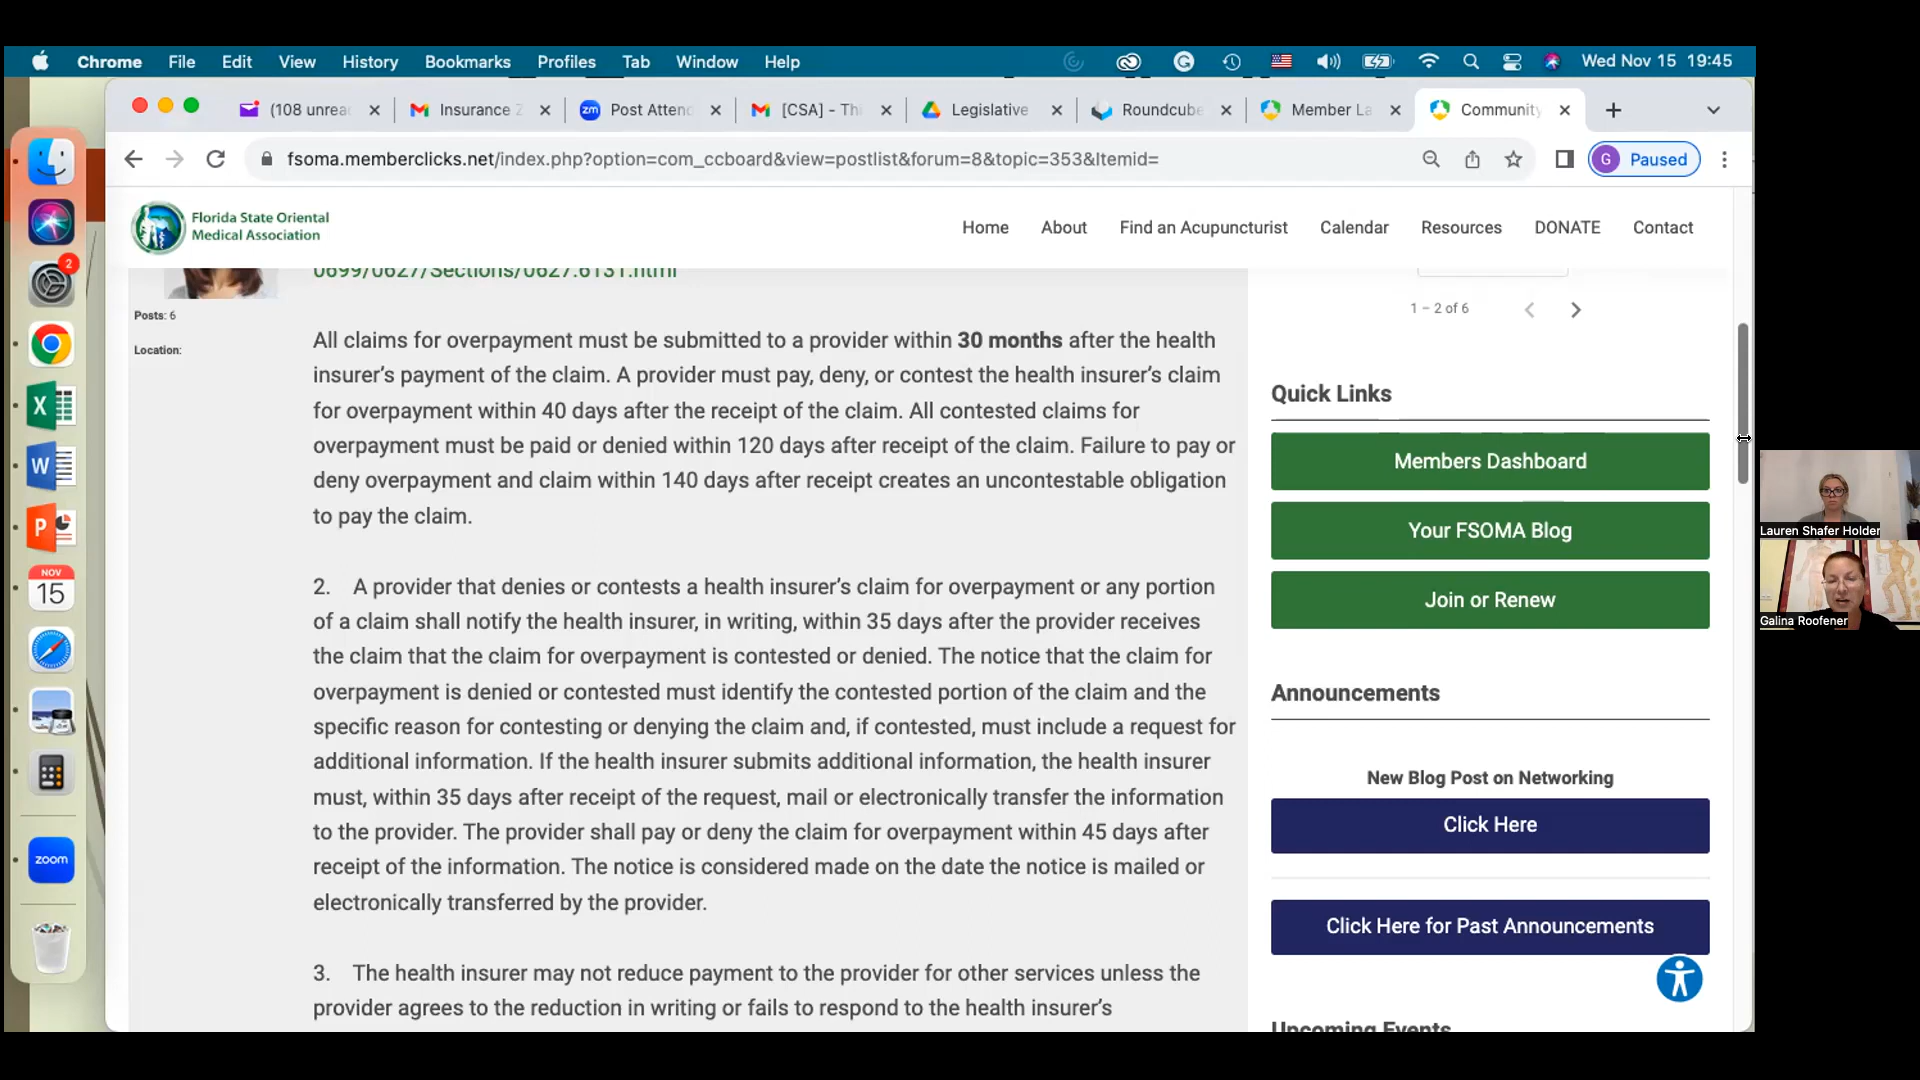 Chrome File Edit View History Bookmarks Profiles Tab Window Help Wed Nov 15 19:45
(108 unrea Insurance Z Post Attend [CSA] - Thi Legislative Roundcube Member La Community
fsoma.memberclicks.net/index.php?option=com_ccboard&view=postlist&forum=8&topic=353&Itemid=
G Paused
2
Florida State Oriental
Medical Association
Home About Find an Acupuncturist Calendar Resources DONATE Contact
0699/0627/Sections/0627.6131.html
Posts: 6
Location:
All claims for overpayment must be submitted to a provider within 30 months after the health
insurer's payment of the claim. A provider must pay, deny, or contest the health insurer's claim
for overpayment within 40 days after the receipt of the claim. All contested claims for
overpayment must be paid or denied within 120 days after receipt of the claim. Failure to pay or
deny overpayment and claim within 140 days after receipt creates an uncontestable obligation
to pay the claim.
2. A provider that denies or contests a health insurer's claim for overpayment or any portion
of a claim shall notify the health insurer, in writing, within 35 days after the provider receives
the claim that the claim for overpayment is contested or denied. The notice that the claim for
overpayment is denied or contested must identify the contested portion of the claim and the
specific reason for contesting or denying the claim and, if contested, must include a request for
additional information. If the health insurer submits additional information, the health insurer
must, within 35 days after receipt of the request, mail or electronically transfer the information
to the provider. The provider shall pay or deny the claim for overpayment within 45 days after
receipt of the information. The notice is considered made on the date the notice is mailed or
electronically transferred by the provider.
3. The health insurer may not reduce payment to the provider for other services unless the
provider agrees to the reduction in writing or fails to respond to the health insurer's
1 – 2 of 6
Quick Links
Members Dashboard
Your FSOMA Blog
Join or Renew
Announcements
New Blog Post on Networking
Click Here
Click Here for Past Announcements
Upcoming Events
NOV
15
zoom
Lauren Shafer Holder
Galina Roofener